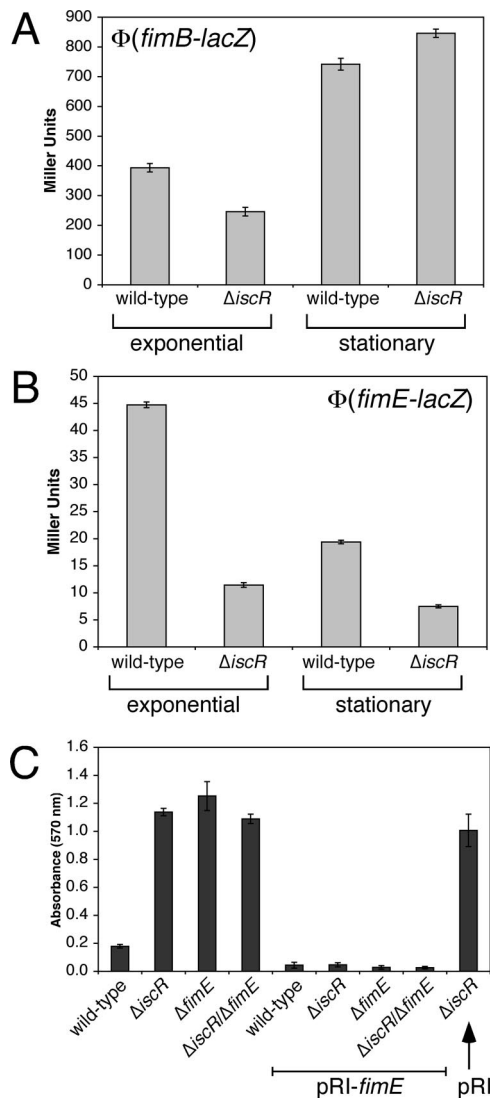 A
Φ(fimB-lacZ)
Miller Units
900
800
700
600
500
400
300
200
100
0
wild-type ΔiscR wild-type ΔiscR
exponential stationary
B
Φ(fimE-lacZ)
Miller Units
50
45
40
35
30
25
20
15
10
5
0
wild-type ΔiscR wild-type ΔiscR
exponential stationary
C
Absorbance (570 nm)
1.6
1.4
1.2
1.0
0.8
0.6
0.4
0.2
0.0
wild-type ΔiscR ΔfimE ΔiscR/ΔfimE wild-type ΔiscR ΔfimE ΔiscR/ΔfimE ΔiscR
pRI-fimE pRI